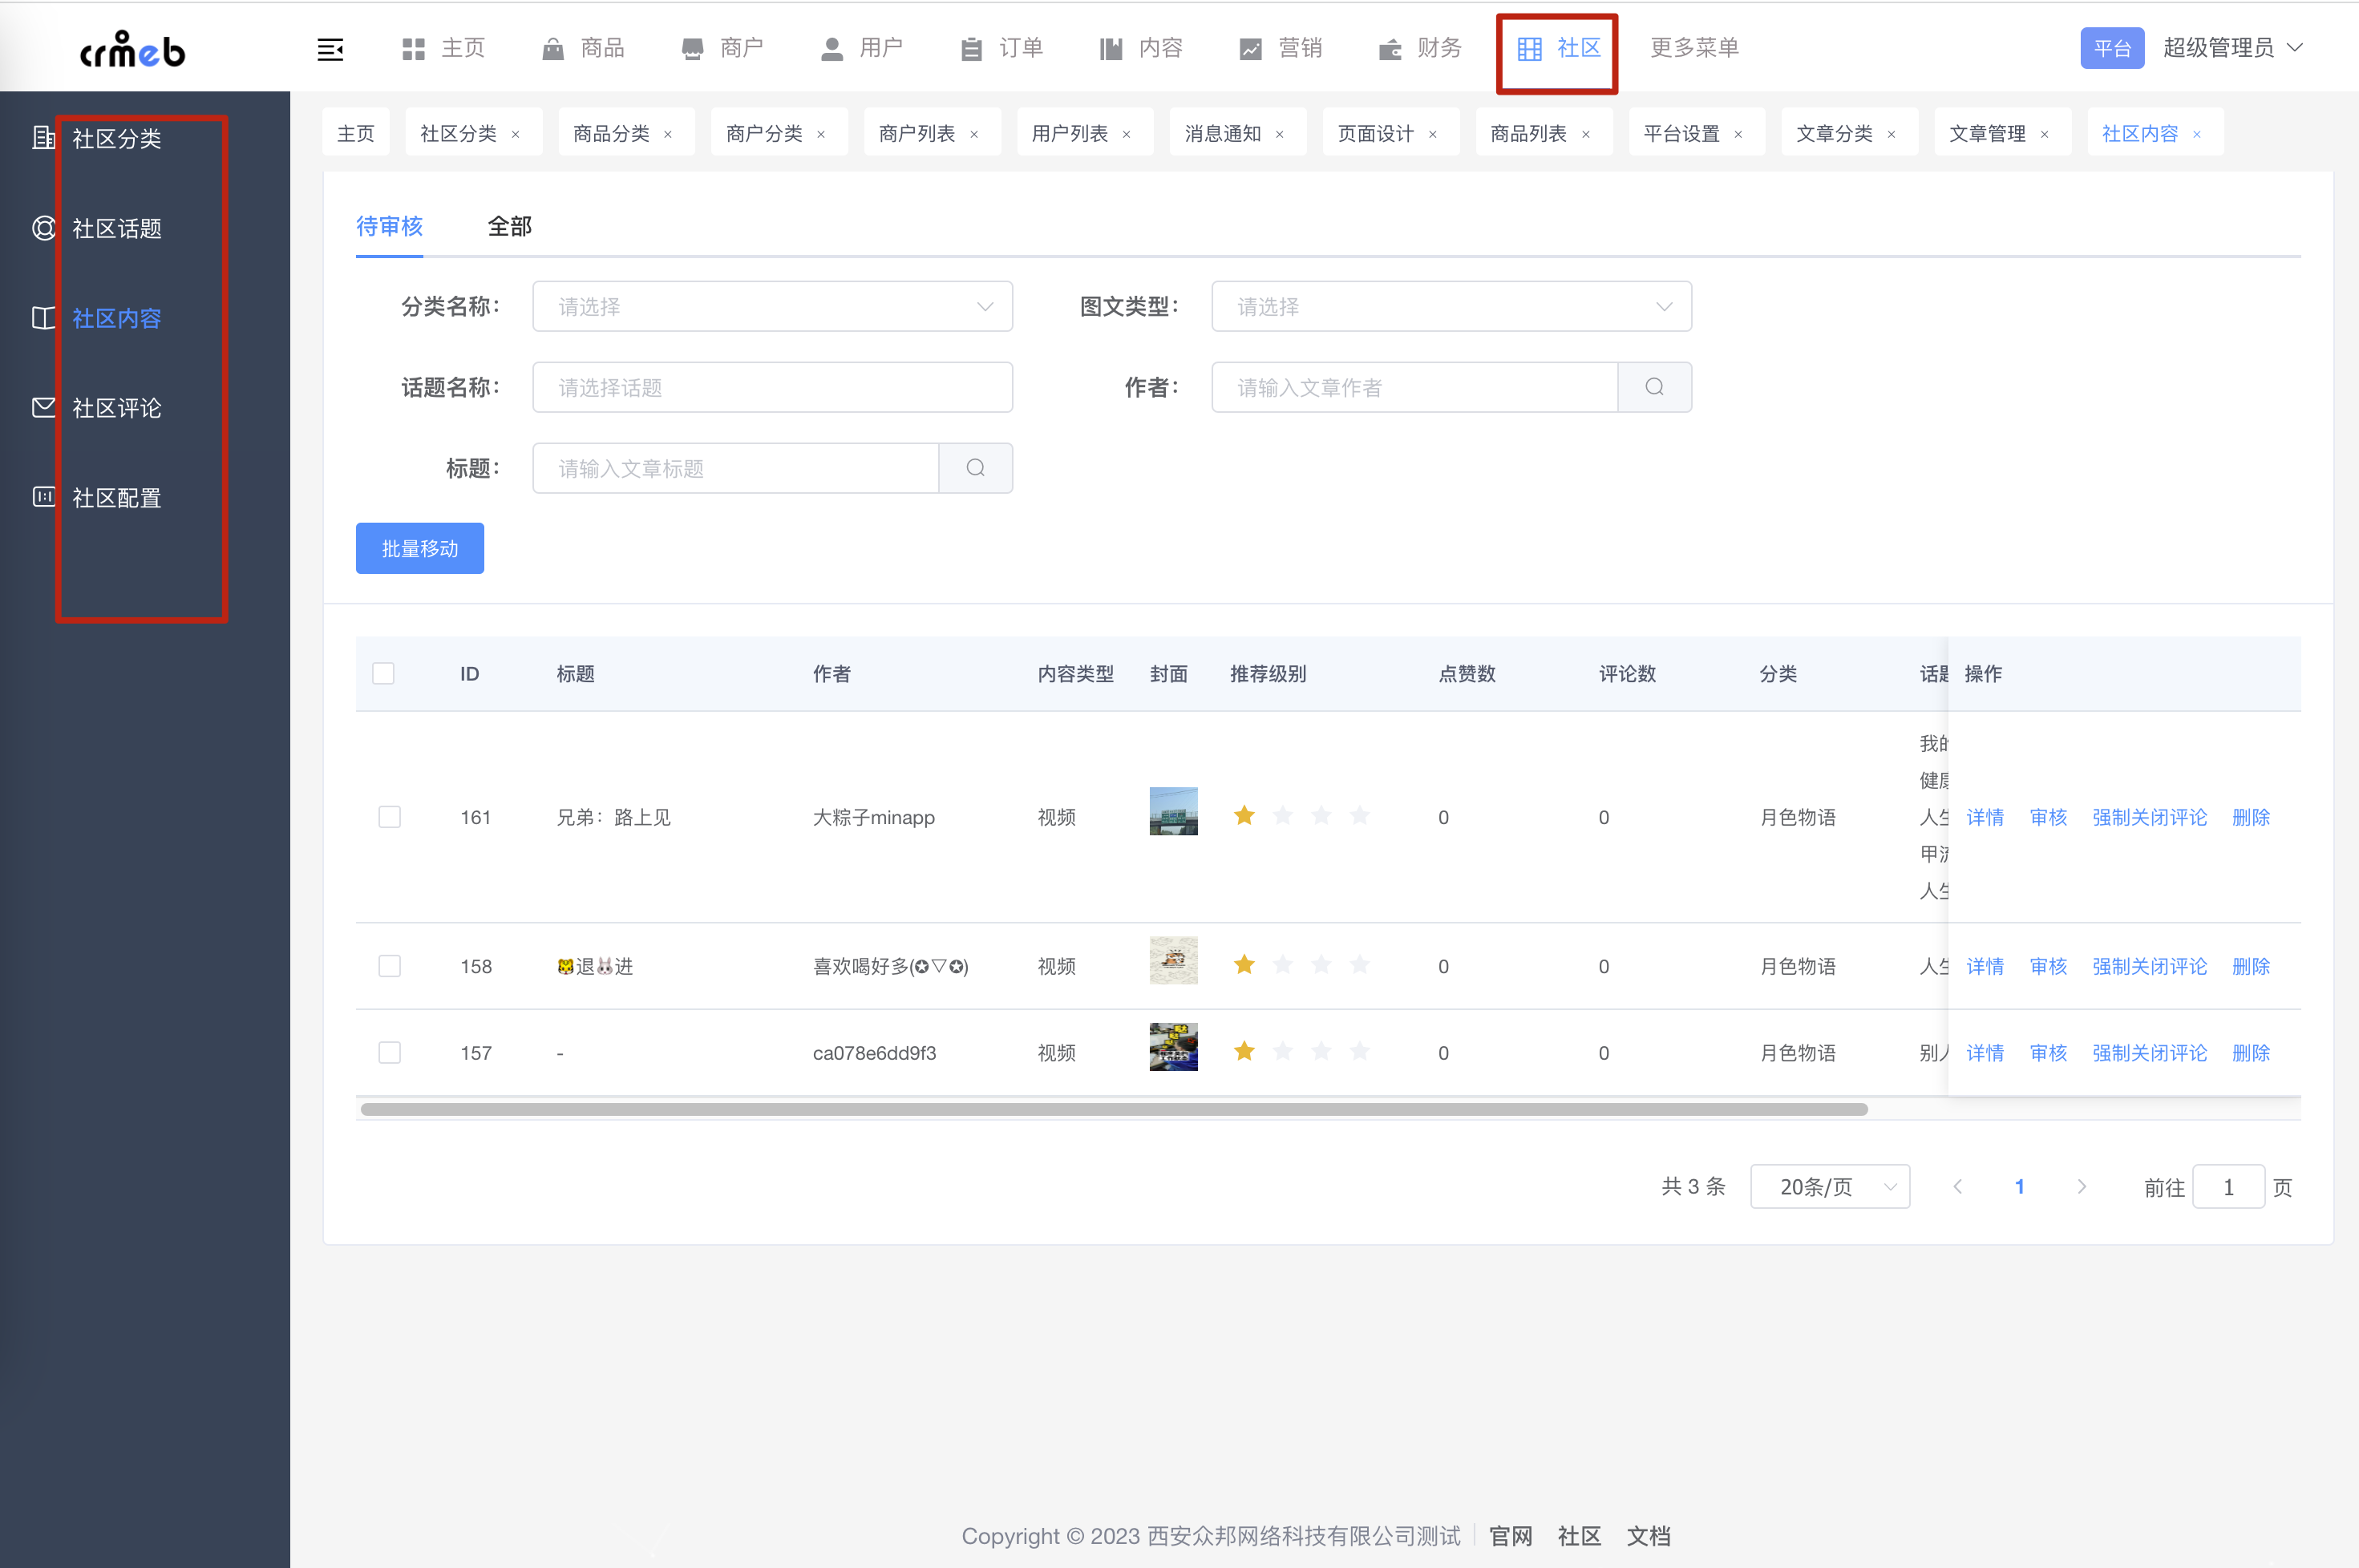 crmeb
主页 商品 商户 用户 订单 内容 营销 财务 社区 更多菜单 平台 超级管理员
社区分类
社区话题
社区内容
社区评论
社区配置
主页 社区分类 × 商品分类 × 商户分类 × 商户列表 × 用户列表 × 消息通知 × 页面设计 × 商品列表 × 平台设置 × 文章分类 × 文章管理 × 社区内容 ×
待审核 全部
分类名称： 请选择 图文类型： 请选择
话题名称： 请选择话题 作者： 请输入文章作者
标题： 请输入文章标题
批量移动
ID 标题 作者 内容类型 封面 推荐级别 点赞数 评论数 分类 话题 操作
我的
健康
人生
甲流
人生
161 兄弟：路上见 大粽子minapp 视频 0 0 月色物语 详情 审核 强制关闭评论 删除
158 🐯退🐰进 喜欢喝好多(✪▽✪) 视频 0 0 月色物语 人生 详情 审核 强制关闭评论 删除
157 - ca078e6dd9f3 视频 0 0 月色物语 别人 详情 审核 强制关闭评论 删除
共 3 条 20条/页 1 前往 1 页
Copyright © 2023 西安众邦网络科技有限公司测试 官网 社区 文档